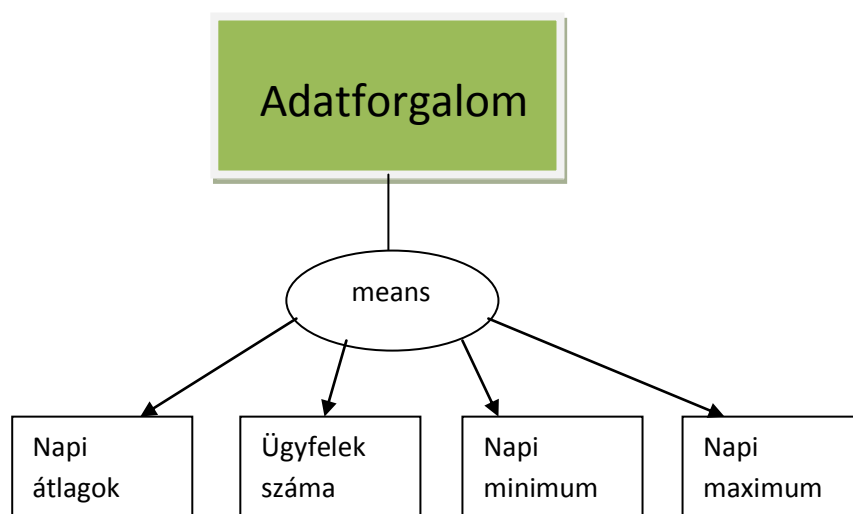 Adatforgalom
means
Napi
átlagok
Ügyfelek
száma
Napi
minimum
Napi
maximum